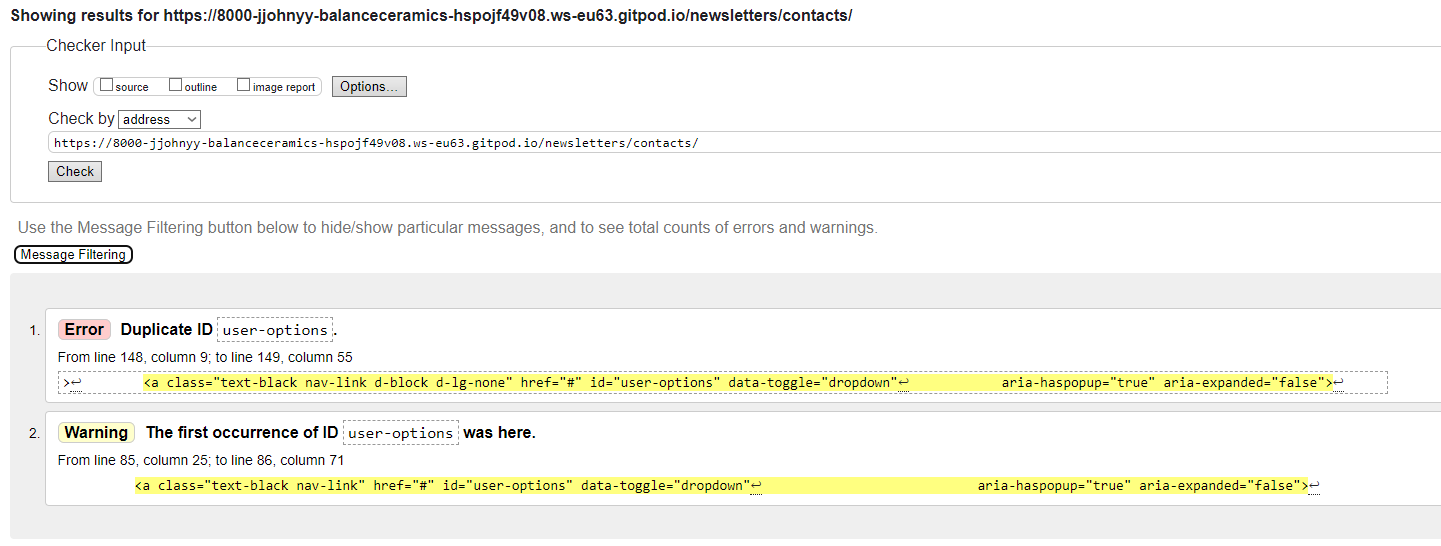 Showing results for https://8000-jjohnyy-balanceceramics-hspojf49v08.ws-eu63.gitpod.io/newsletters/contacts/
Checker Input
Show source outline image report Options...
Check by address
https://8000-jjohnyy-balanceceramics-hspojf49v08.ws-eu63.gitpod.io/newsletters/contacts/
Check
Use the Message Filtering button below to hide/show particular messages, and to see total counts of errors and warnings.
Message Filtering
1. Error Duplicate ID user-options.
From line 148, column 9; to line 149, column 55
>↩ <a class="text-black nav-link d-block d-lg-none" href="#" id="user-options" data-toggle="dropdown"↩ aria-haspopup="true" aria-expanded="false">↩
2. Warning The first occurrence of ID user-options was here.
From line 85, column 25; to line 86, column 71
<a class="text-black nav-link" href="#" id="user-options" data-toggle="dropdown"↩ aria-haspopup="true" aria-expanded="false">↩